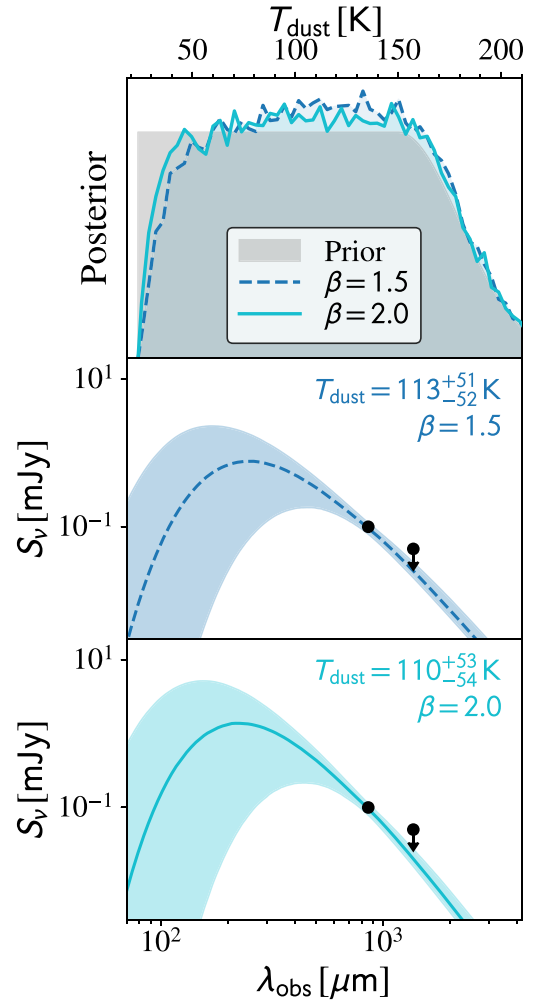 T_dust [K]
50 100 150 200
Posterior
Prior
β = 1.5
β = 2.0
10^1
T_dust = 113^{+51}_{−52} K
β = 1.5
S_ν [mJy]
10^{−1}
10^1
T_dust = 110^{+53}_{−54} K
β = 2.0
S_ν [mJy]
10^{−1}
10^2 10^3
λ_obs [μm]